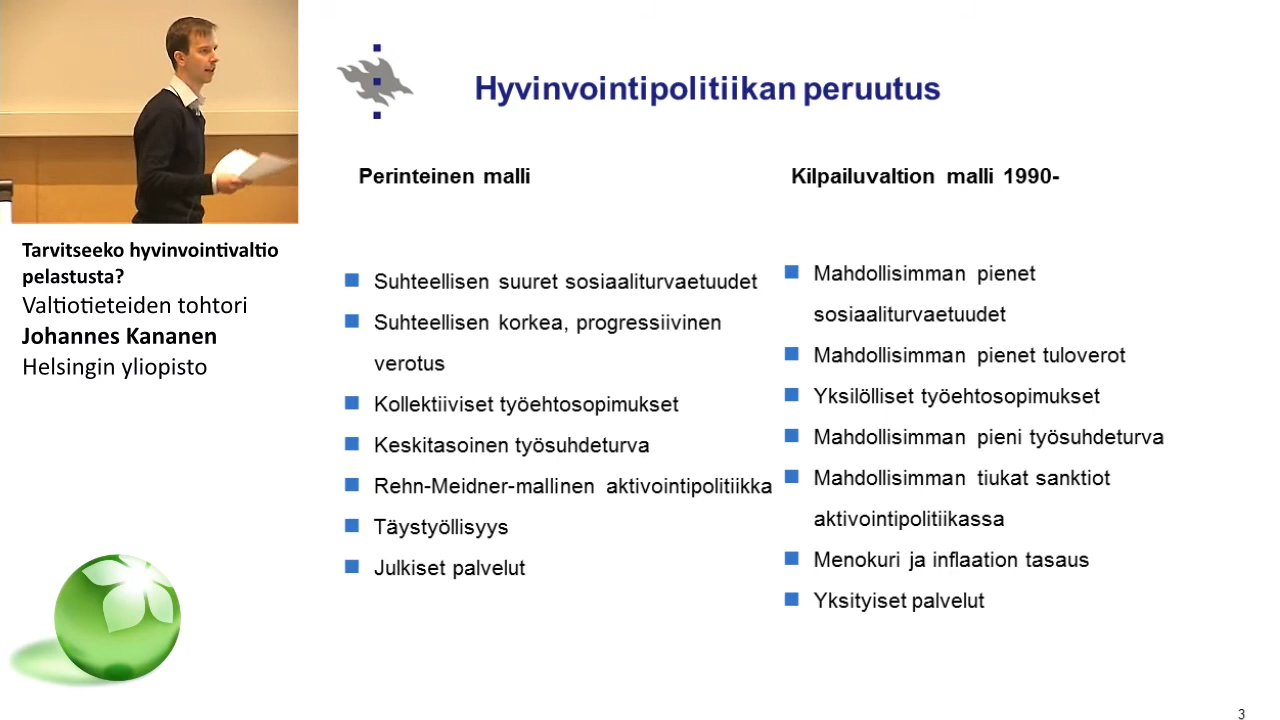 Hyvinvointipolitiikan peruutus
Perinteinen malli
Suhteellisen suuret sosiaaliturvaetuudet
Suhteellisen korkea, progressiivinen
verotus
Kollektiiviset työehtosopimukset
Keskitasoinen työsuhdeturva
Rehn-Meidner-mallinen aktivointipolitiikka
Täystyöllisyys
Julkiset palvelut
Kilpailuvaltion malli 1990-
Mahdollisimman pienet
sosiaaliturvaetuudet
Mahdollisimman pienet tuloverot
Yksilölliset työehtosopimukset
Mahdollisimman pieni työsuhdeturva
Mahdollisimman tiukat sanktiot
aktivointipolitiikassa
Menokuri ja inflaation tasaus
Yksityiset palvelut
Tarvitseeko hyvinvointivaltio
pelastusta?
Valtiotieteiden tohtori
Johannes Kananen
Helsingin yliopisto
3